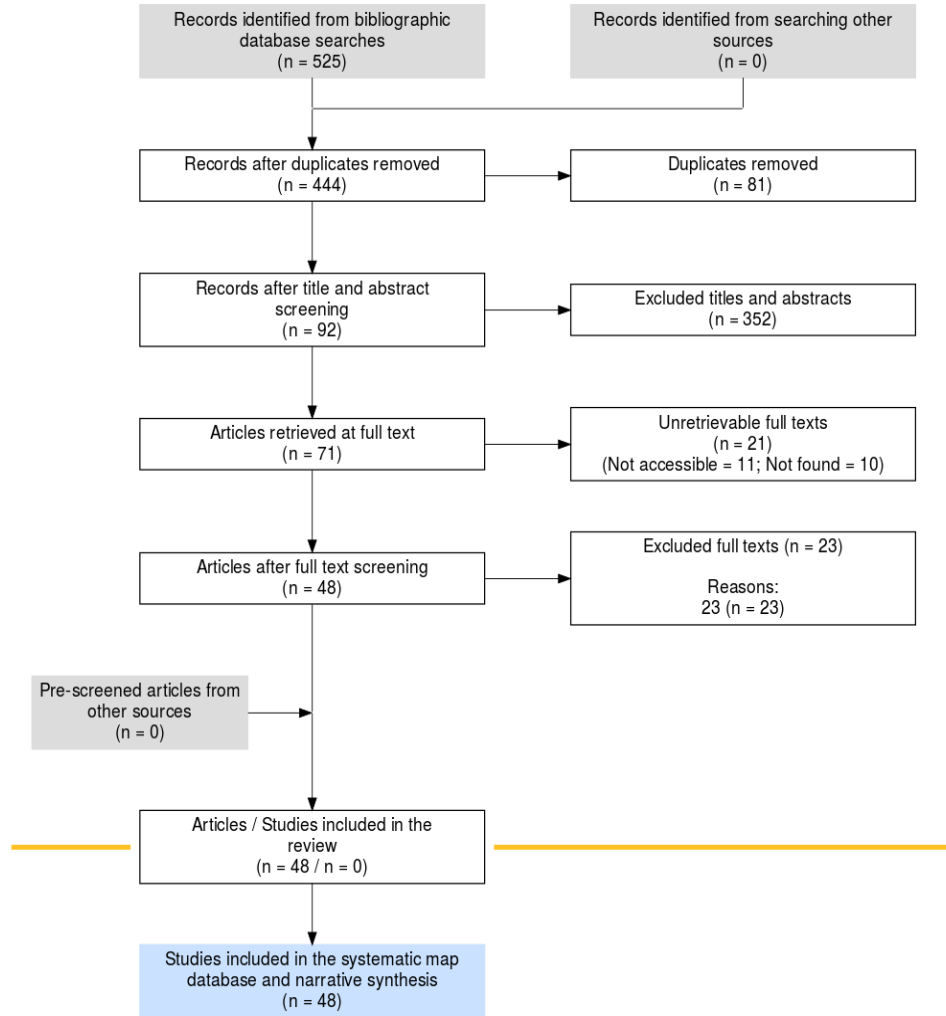 Records identified from bibliographic
database searches
(n = 525)
Records identified from searching other
sources
(n = 0)
Records after duplicates removed
(n = 444)
Duplicates removed
(n = 81)
Records after title and abstract
screening
(n = 92)
Excluded titles and abstracts
(n = 352)
Articles retrieved at full text
(n = 71)
Unretrievable full texts
(n = 21)
(Not accessible = 11; Not found = 10)
Articles after full text screening
(n = 48)
Excluded full texts (n = 23)
Reasons:
23 (n = 23)
Pre-screened articles from
other sources
(n = 0)
Articles / Studies included in the
review
(n = 48 / n = 0)
Studies included in the systematic map
database and narrative synthesis
(n = 48)